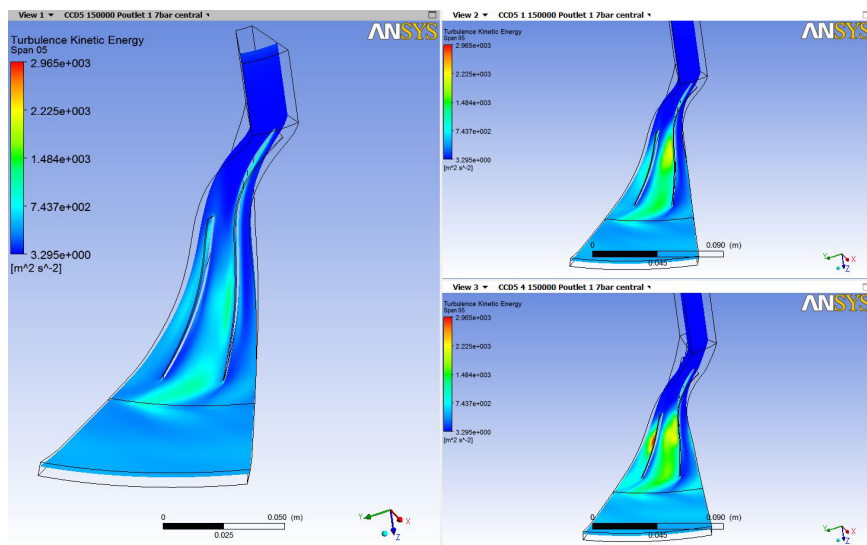 View 1 CCD5 150000 Poutlet 1 7bar central
ANSYS
Turbulence Kinetic Energy
Span 05
2.965e+003
2.225e+003
1.484e+003
7.437e+002
3.295e+000
[m^2 s^-2]
0 0.050 (m)
0.025
Y X
Z
View 2 CCD5 1 150000 Poutlet 1 7bar central
ANSYS
Turbulence Kinetic Energy
Span 05
2.965e+003
2.225e+003
1.484e+003
7.437e+002
3.295e+000
[m^2 s^-2]
0 0.090 (m)
0.045
Y X
Z
View 3 CCD5 4 150000 Poutlet 1 7bar central
ANSYS
Turbulence Kinetic Energy
Span 05
2.965e+003
2.225e+003
1.484e+003
7.437e+002
3.295e+000
[m^2 s^-2]
0 0.090 (m)
0.045
Y X
Z